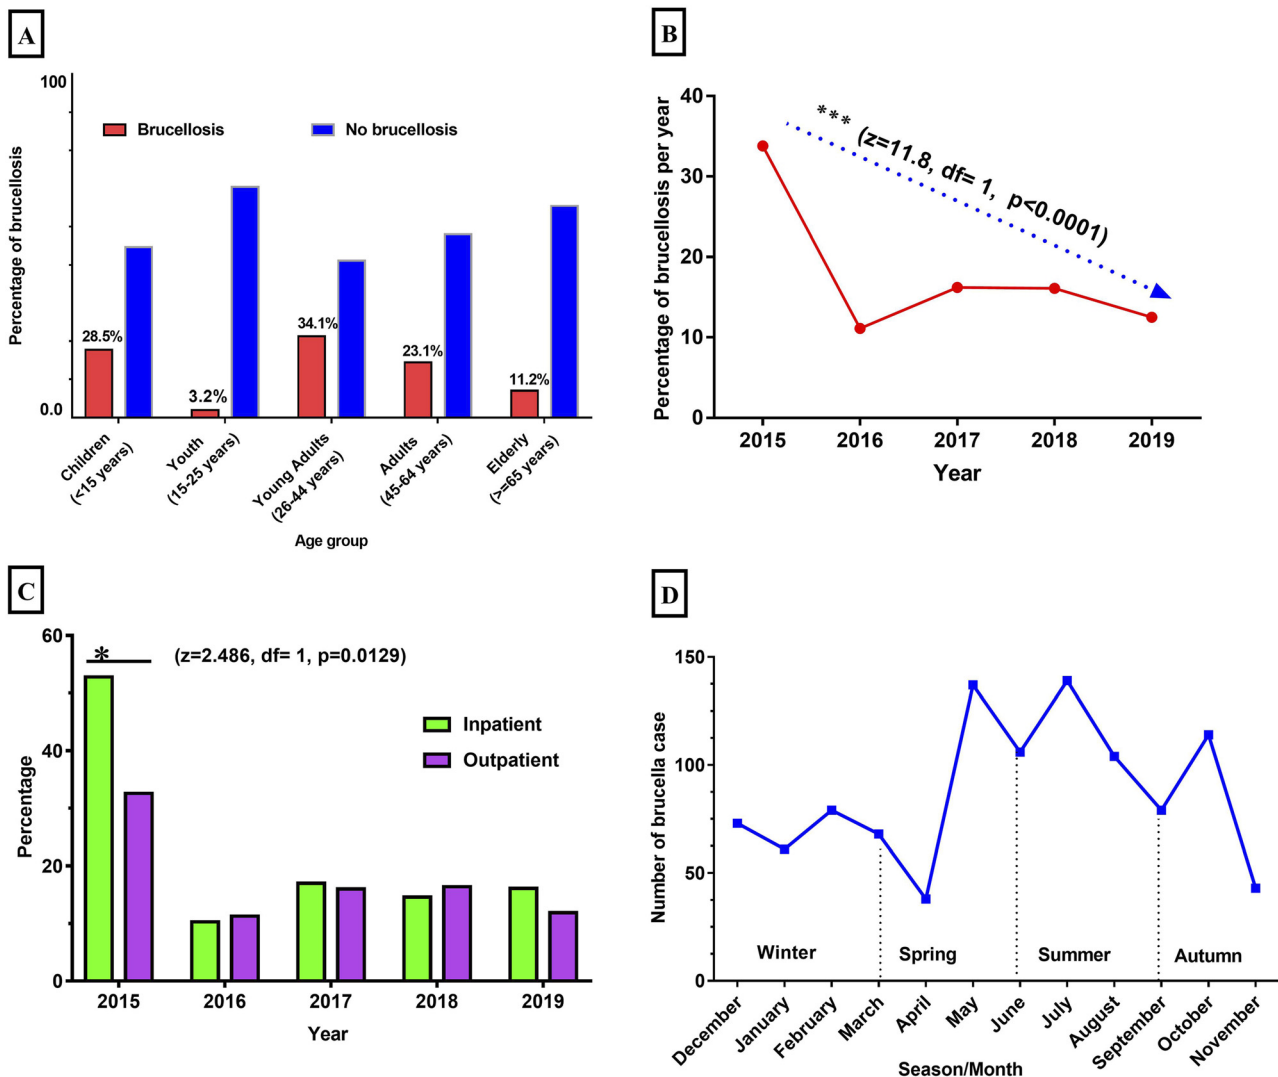 A
Percentage of brucellosis
100
0.0
Brucellosis
No brucellosis
28.5%
3.2%
34.1%
23.1%
11.2%
Children
(<15 years)
Youth
(15-25 years)
Young Adults
(26-44 years)
Adults
(45-64 years)
Elderly
(>=65 years)
Age group
B
Percentage of brucellosis per year
40
30
20
10
0
*** (z=11.8, df= 1, p<0.0001)
2015 2016 2017 2018 2019
Year
C
Percentage
60
40
20
0
*
(z=2.486, df= 1, p=0.0129)
Inpatient
Outpatient
2015 2016 2017 2018 2019
Year
D
Number of brucella case
150
100
50
0
Winter Spring Summer Autumn
December
January
February
March
April
May
June
July
August
September
October
November
Season/Month